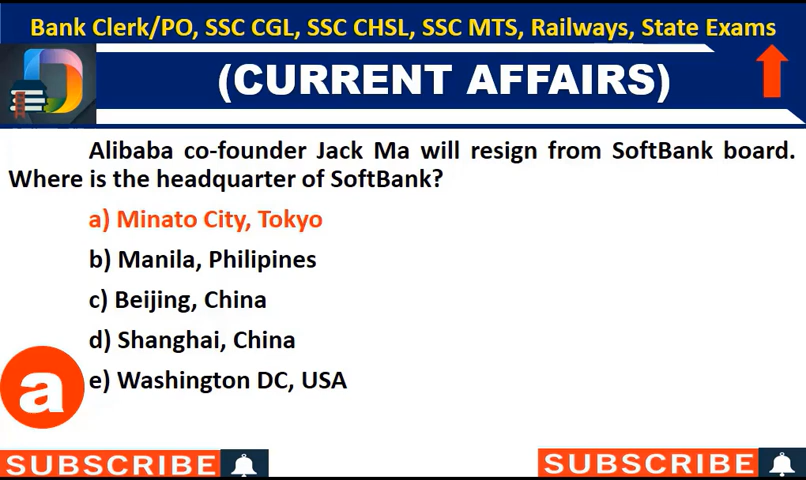 Bank Clerk/PO, SSC CGL, SSC CHSL, SSC MTS, Railways, State Exams
(CURRENT AFFAIRS)
Alibaba co-founder Jack Ma will resign from SoftBank board.
Where is the headquarter of SoftBank?
a) Minato City, Tokyo
b) Manila, Philipines
c) Beijing, China
d) Shanghai, China
e) Washington DC, USA
a
SUBSCRIBE
SUBSCRIBE